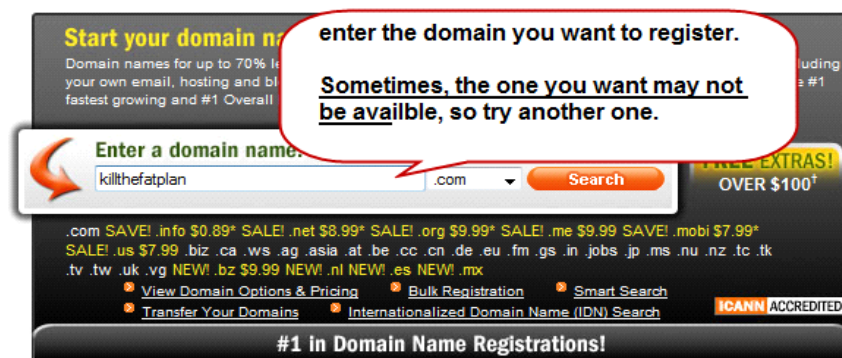 Start your domain na
enter the domain you want to register.
Domain names for up to 70% le
luding
your own email, hosting and bl
e #1
fastest growing and #1 Overall
Sometimes, the one you want may not
be availble, so try another one.
Enter a domain name:
killthefatplan
.com
Search
FREE EXTRAS!
OVER $100†
.com SAVE! .info $0.89* SALE! .net $8.99* SALE! .org $9.99* SALE! .me $9.99 SAVE! .mobi $7.99*
SALE! .us $7.99 .biz .ca .ws .ag .asia .at .be .cc .cn .de .eu .fm .gs .in .jobs .jp .ms .nu .nz .tc .tk
.tv .tw .uk .vg NEW! .bz $9.99 NEW! .nl NEW! .es NEW! .mx
View Domain Options & Pricing Bulk Registration Smart Search
Transfer Your Domains Internationalized Domain Name (IDN) Search
ICANN ACCREDITED
#1 in Domain Name Registrations!